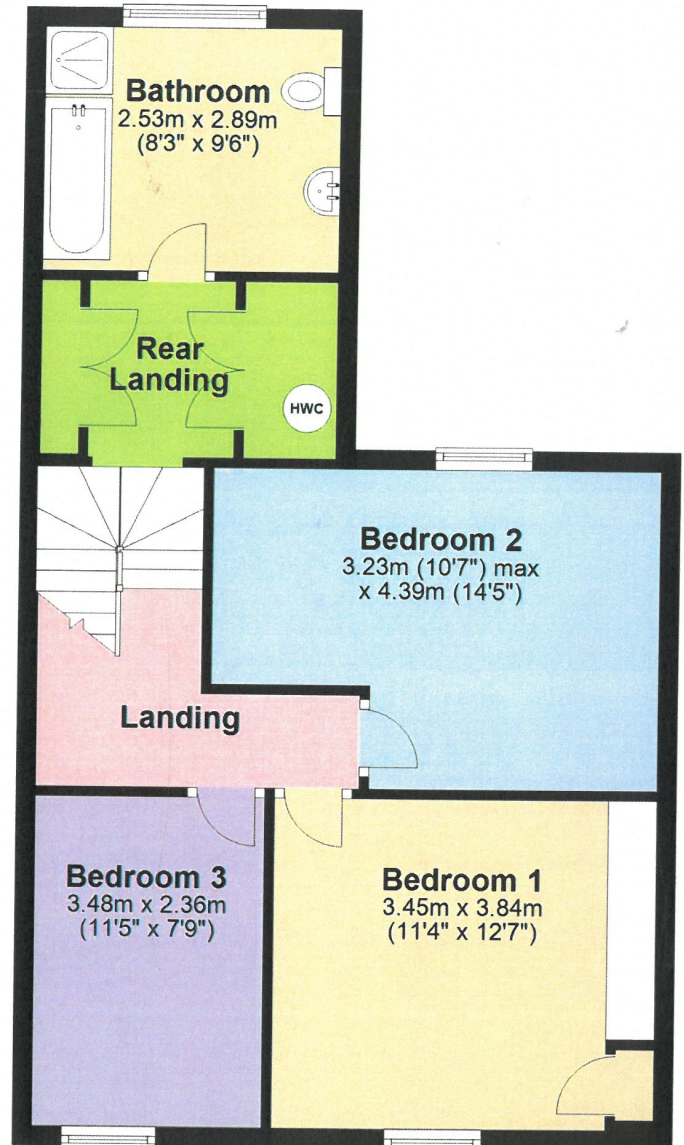 Bathroom
2.53m x 2.89m
(8'3" x 9'6")
Rear
Landing
HWC
Bedroom 2
3.23m (10'7") max
x 4.39m (14'5")
Landing
Bedroom 3
3.48m x 2.36m
(11'5" x 7'9")
Bedroom 1
3.45m x 3.84m
(11'4" x 12'7")